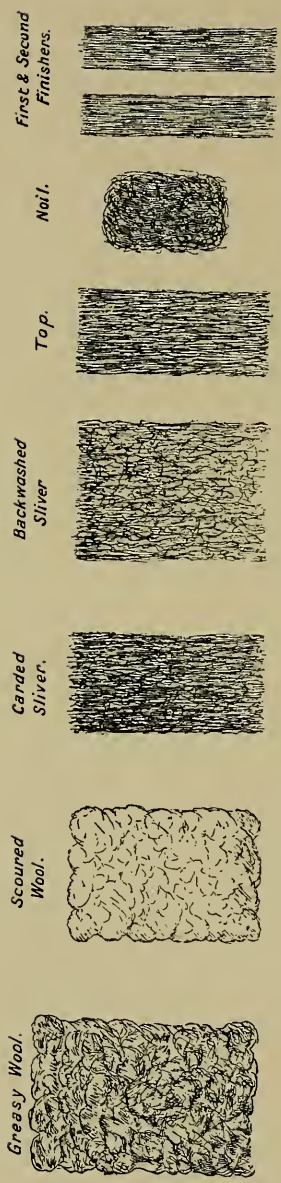 Greasy Wool.
Scoured
Wool.
Carded
Sliver.
Backwashed
Sliver
Top.
Noil.
First & Second
Finishers.